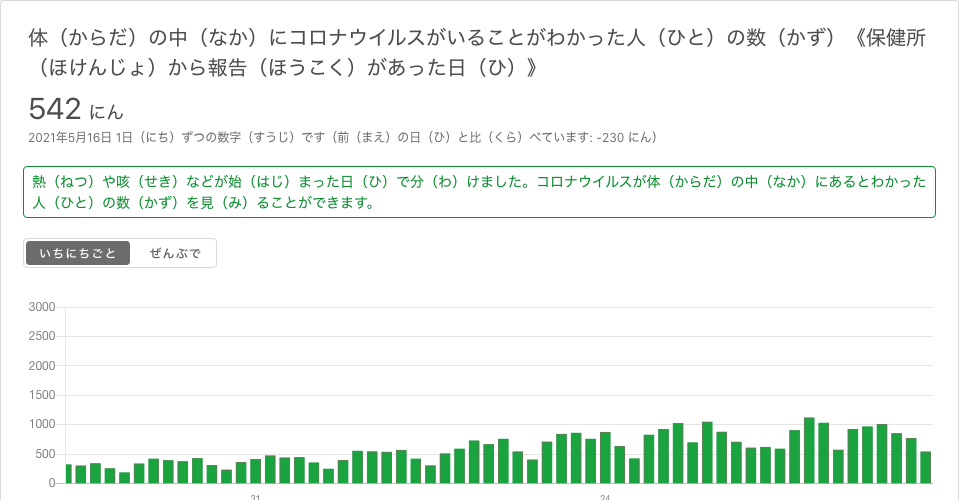 体（からだ）の中（なか）にコロナウイルスがいることがわかった人（ひと）の数（かず）《保健所
（ほけんじょ）から報告（ほうこく）があった日（ひ）》
542 にん
2021年5月16日 1日（にち）ずつの数字（すうじ）です（前（まえ）の日（ひ）と比（くら）べています: -230 にん）
熱（ねつ）や咳（せき）などが始（はじ）まった日（ひ）で分（わ）けました。コロナウイルスが体（からだ）の中（なか）にあるとわかった
人（ひと）の数（かず）を見（み）ることができます。
いちにちごと ぜんぶで
3000
2500
2000
1500
1000
500
0
31 24